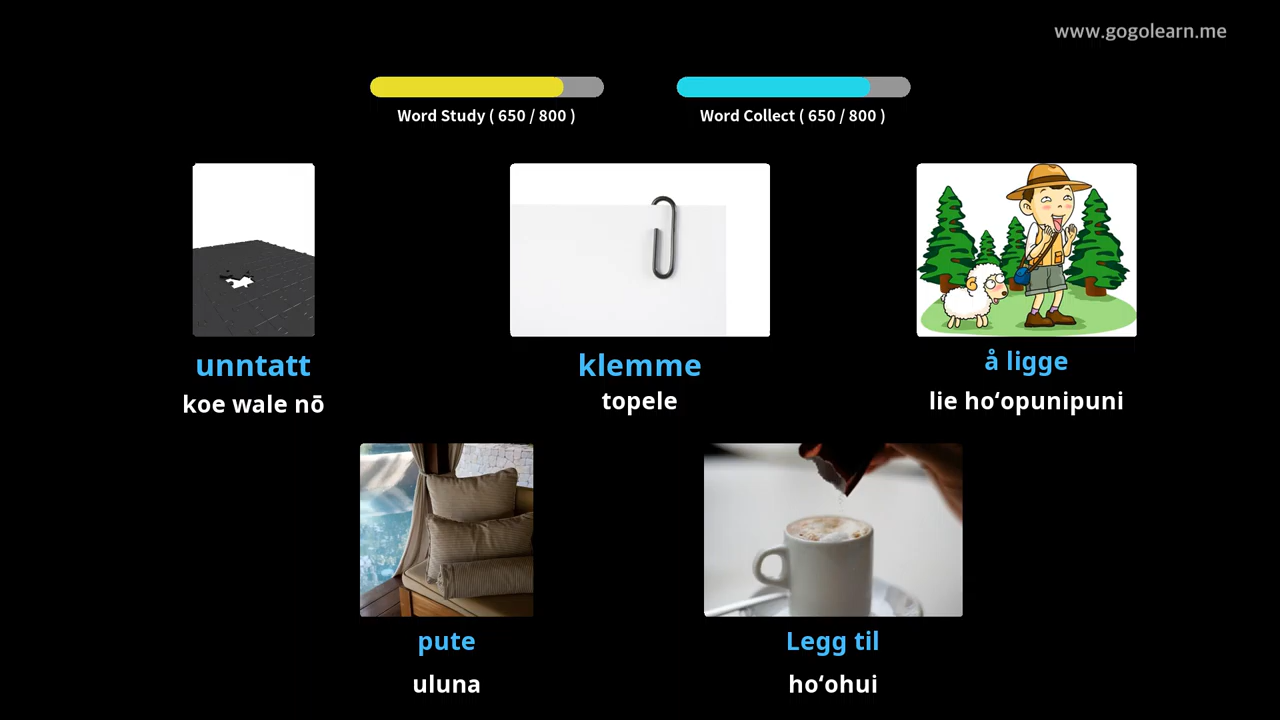 www.gogolearn.me
Word Study ( 650 / 800 )
Word Collect ( 650 / 800 )
unntatt
koe wale nō
klemme
topele
å ligge
lie hoʻopunipuni
pute
uluna
Legg til
hoʻohui